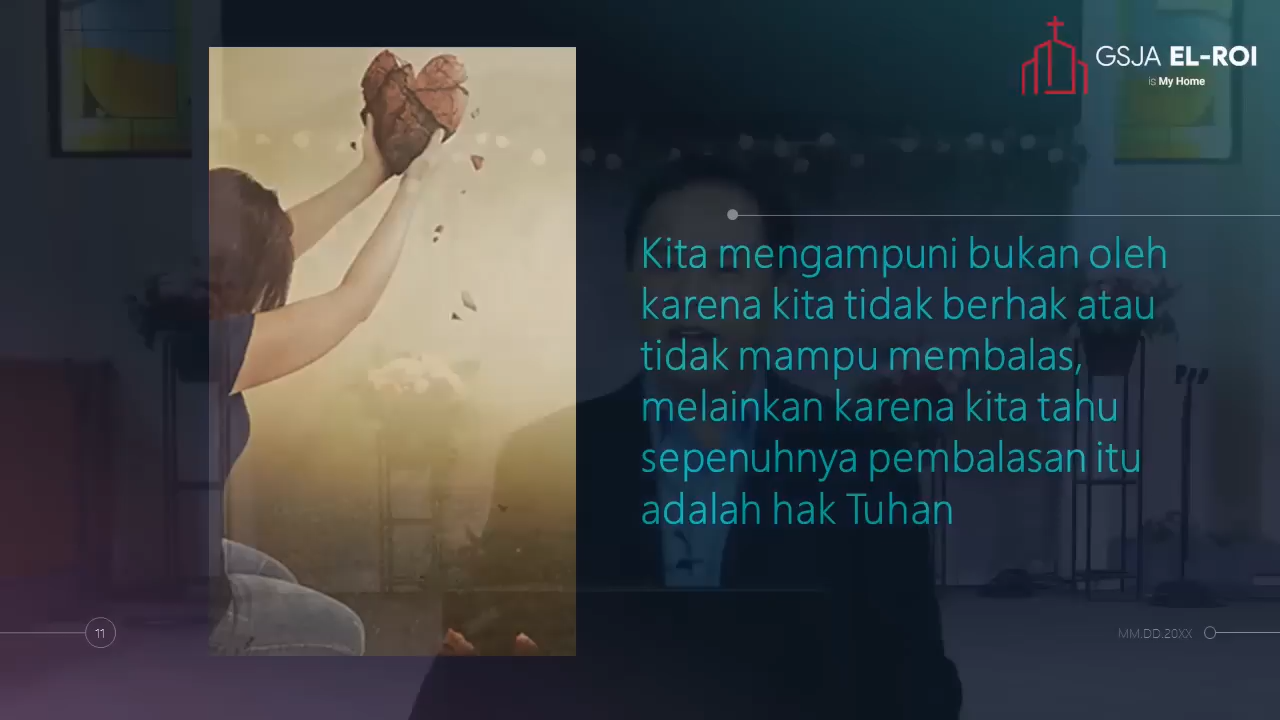 GSJA EL-ROI
is My Home
Kita mengampuni bukan oleh
karena kita tidak berhak atau
tidak mampu membalas,
melainkan karena kita tahu
sepenuhnya pembalasan itu
adalah hak Tuhan
11
MM.DD.20XX